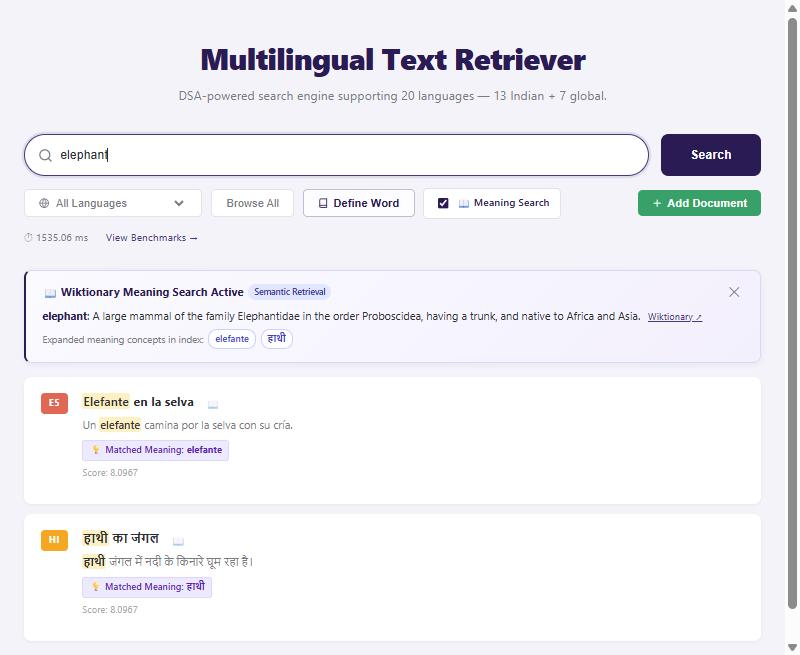 Multilingual Text Retriever
DSA-powered search engine supporting 20 languages — 13 Indian + 7 global.
elephant
Search
All Languages
Browse All
Define Word
Meaning Search
+ Add Document
1535.06 ms
View Benchmarks →
Wiktionary Meaning Search Active
Semantic Retrieval
elephant: A large mammal of the family Elephantidae in the order Proboscidea, having a trunk, and native to Africa and Asia. Wiktionary ↗
Expanded meaning concepts in index: elefante हाथी
ES
Elefante en la selva
Un elefante camina por la selva con su cría.
Matched Meaning: elefante
Score: 8.0967
HI
हाथी का जंगल
हाथी जंगल में नदी के किनारे घूम रहा है।
Matched Meaning: हाथी
Score: 8.0967